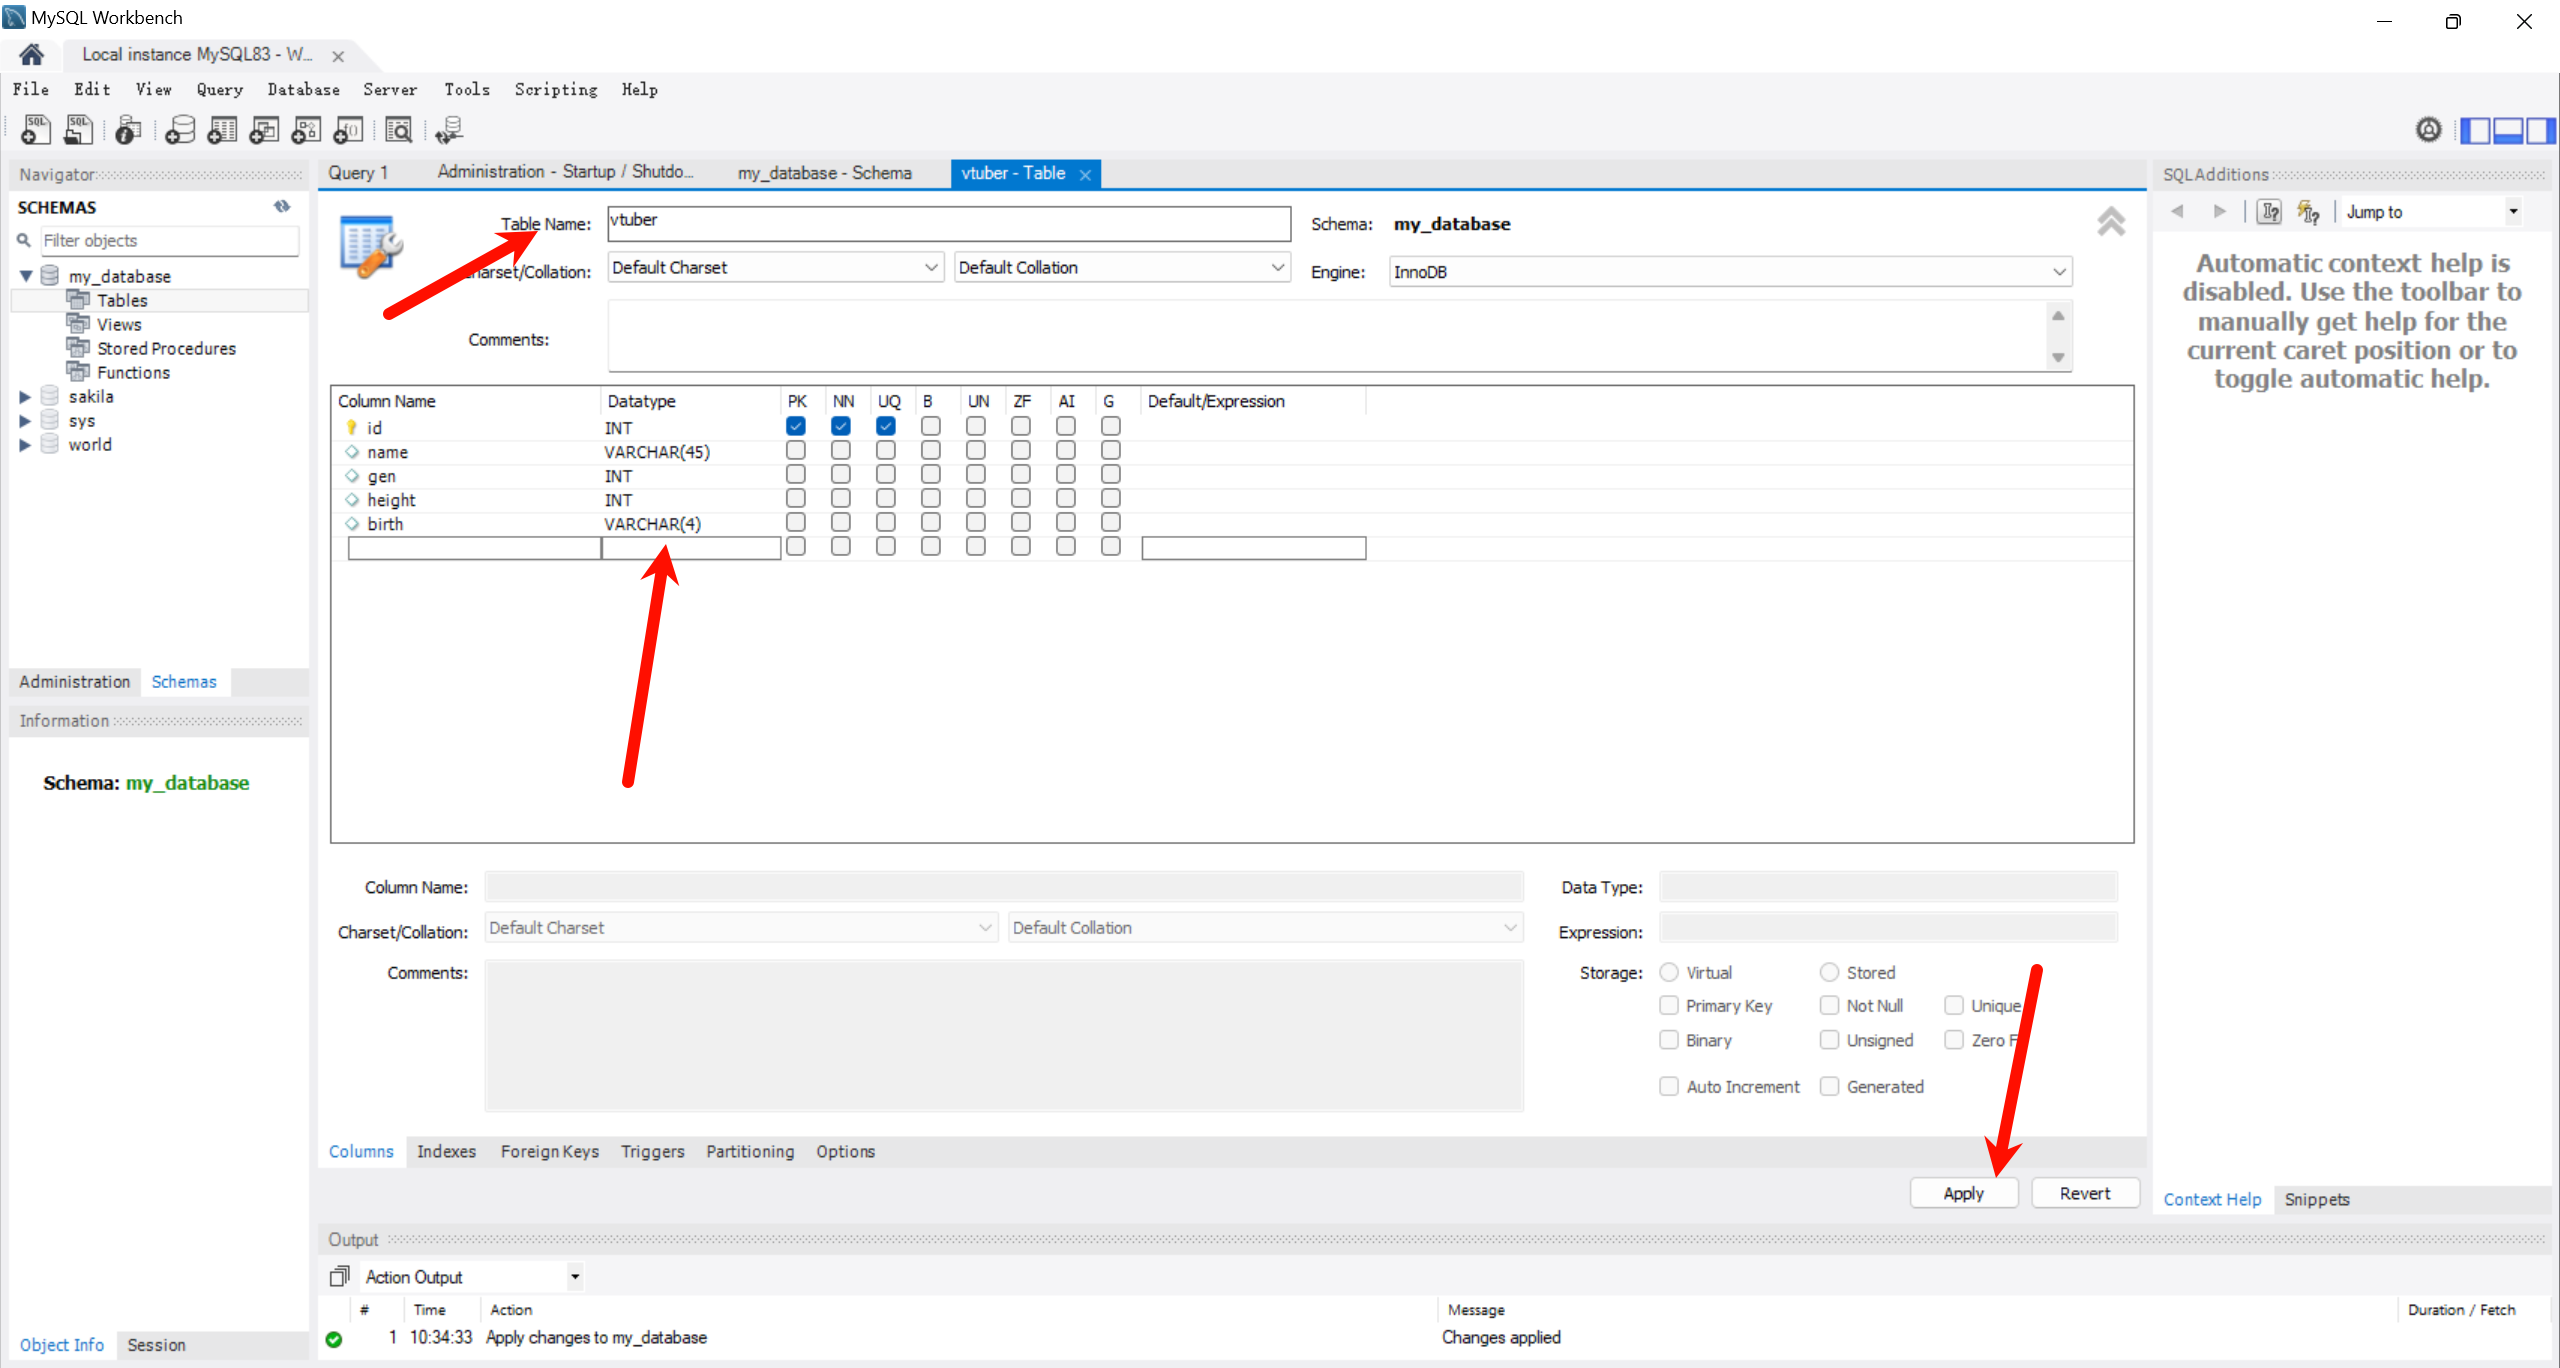 MySQL Workbench
Local instance MySQL83 - W...
File Edit View Query Database Server Tools Scripting Help
Navigator
SCHEMAS
Filter objects
my_database
Tables
Views
Stored Procedures
Functions
sakila
sys
world
Administration Schemas
Information
Schema: my_database
Object Info Session
Query 1 Administration - Startup / Shutdo... my_database - Schema vtuber - Table
Table Name: vtuber Schema: my_database
Charset/Collation: Default Charset Default Collation Engine: InnoDB
Comments:
Column Name Datatype PK NN UQ B UN ZF AI G Default/Expression
id INT
name VARCHAR(45)
gen INT
height INT
birth VARCHAR(4)
Column Name: Data Type:
Charset/Collation: Default Charset Default Collation Expression:
Comments: Storage: Virtual Stored
Primary Key Not Null Unique
Binary Unsigned Zero F
Auto Increment Generated
Columns Indexes Foreign Keys Triggers Partitioning Options
Apply Revert
SQLAdditions
Jump to
Automatic context help is
disabled. Use the toolbar to
manually get help for the
current caret position or to
toggle automatic help.
Context Help Snippets
Output
Action Output
# Time Action Message Duration / Fetch
1 10:34:33 Apply changes to my_database Changes applied